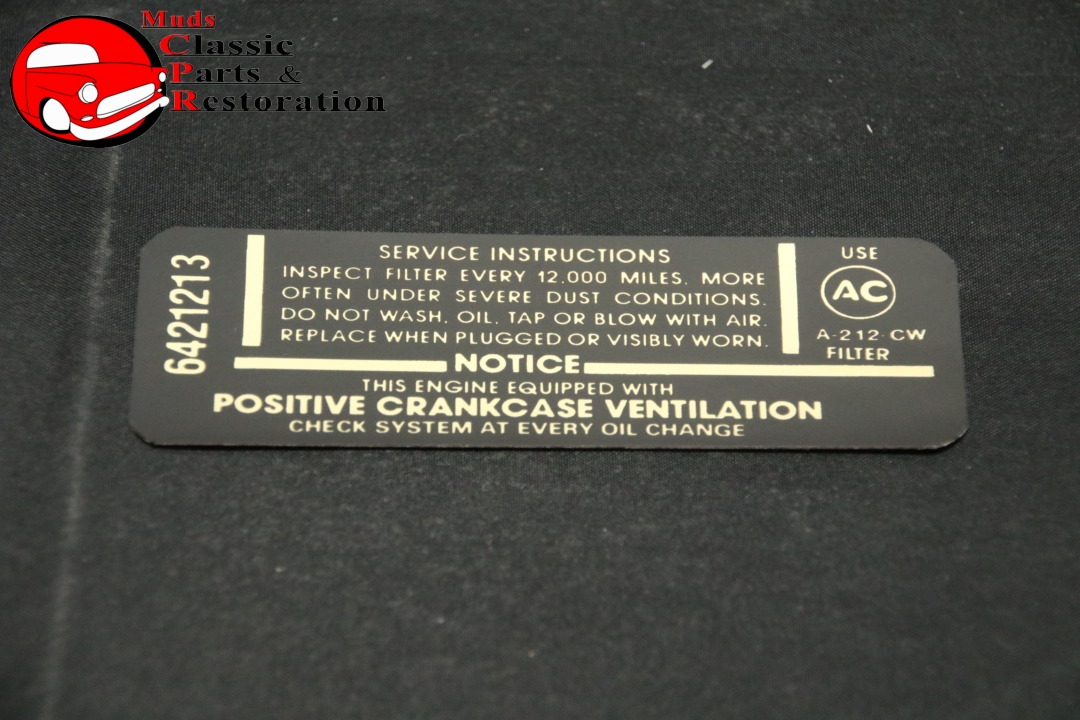 Muds
Classic
Parts &
Restoration
6421213
SERVICE INSTRUCTIONS
INSPECT FILTER EVERY 12,000 MILES, MORE
OFTEN UNDER SEVERE DUST CONDITIONS.
DO NOT WASH, OIL, TAP OR BLOW WITH AIR.
REPLACE WHEN PLUGGED OR VISIBLY WORN.
USE
AC
A-212-CW
FILTER
NOTICE
THIS ENGINE EQUIPPED WITH
POSITIVE CRANKCASE VENTILATION
CHECK SYSTEM AT EVERY OIL CHANGE